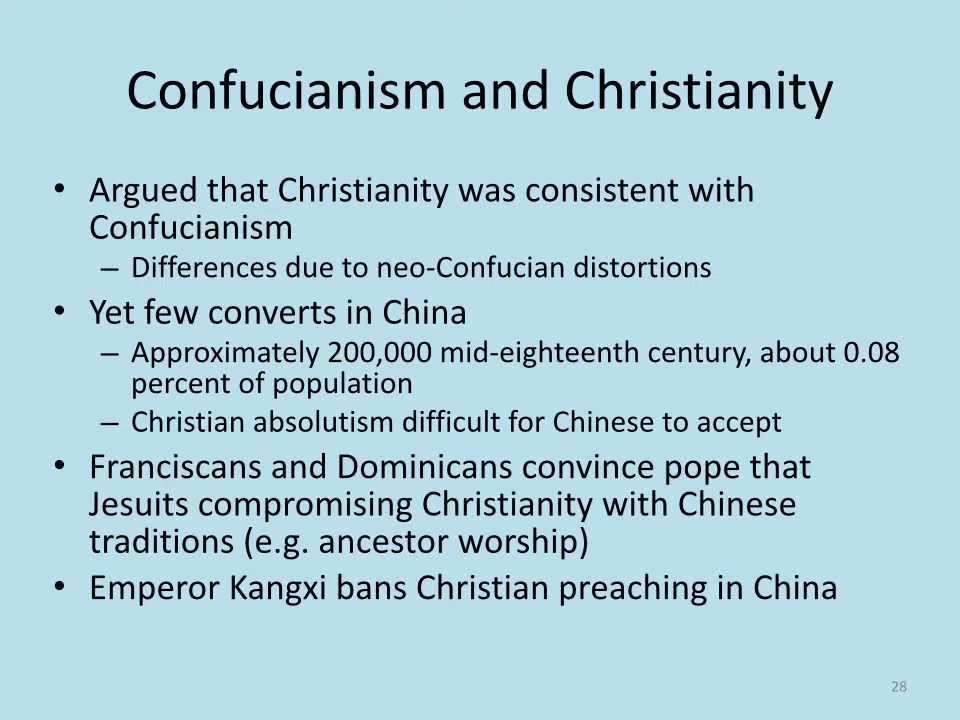 Confucianism and Christianity
• Argued that Christianity was consistent with
Confucianism
– Differences due to neo-Confucian distortions
• Yet few converts in China
– Approximately 200,000 mid-eighteenth century, about 0.08
percent of population
– Christian absolutism difficult for Chinese to accept
• Franciscans and Dominicans convince pope that
Jesuits compromising Christianity with Chinese
traditions (e.g. ancestor worship)
• Emperor Kangxi bans Christian preaching in China
28